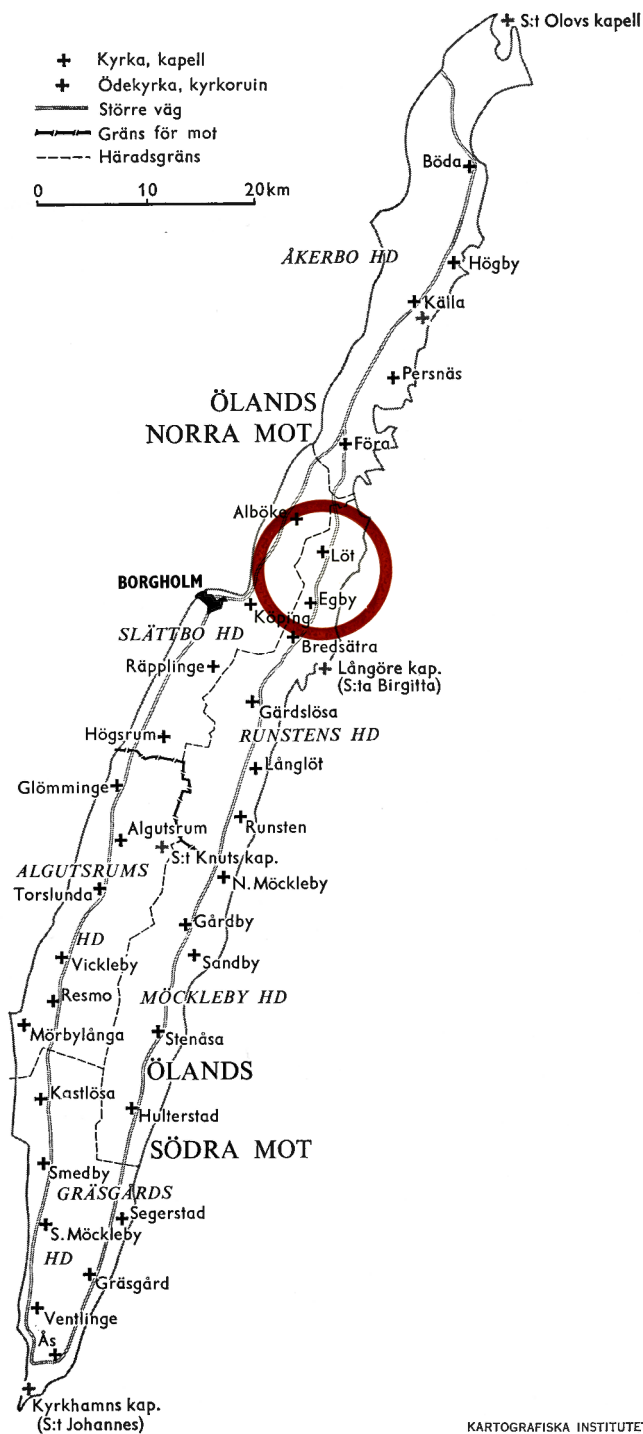 S:t Olovs kapell
Kyrka, kapell
Ödekyrka, kyrkoruin
Större väg
Gräns för mot
Häradsgräns
0 10 20 km
Böda
ÅKERBO HD
Högby
Källa
Persnäs
ÖLANDS
NORRA MOT
Föra
Alböke
Löt
BORGHOLM
Egby
Köping
SLÄTTBO HD
Bredsätra
Räpplinge
Långöre kap.
(S:ta Birgitta)
Gärdslösa
Högsrum
RUNSTENS HD
Långlöt
Glömminge
Runsten
Algutsrum
S:t Knuts kap.
ALGUTSRUMS
HD
N. Möckleby
Torslunda
Gårdby
Vickleby
Sandby
Resmo
MÖCKLEBY HD
Mörbylånga
Stenåsa
ÖLANDS
SÖDRA MOT
Kastlösa
Hulterstad
Smedby
GRÄSGÅRDS
HD
Segerstad
S. Möckleby
Gräsgård
Ventlinge
Ås
Kyrkhamns kap.
(S:t Johannes)
KARTOGRAFISKA INSTITUTET